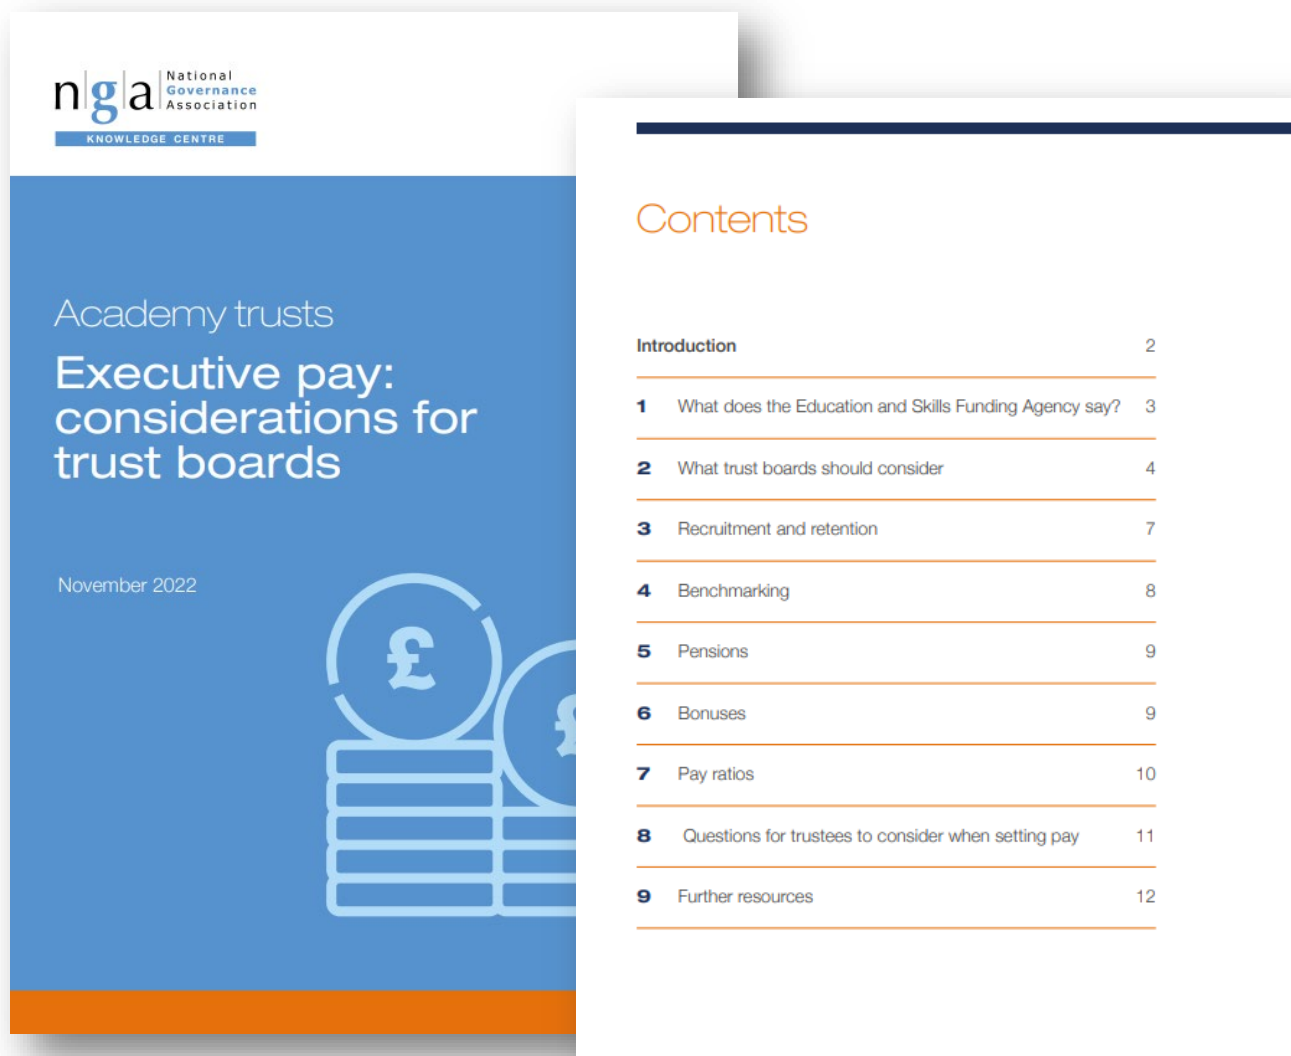 n|g|a
National
Governance
Association
KNOWLEDGE CENTRE
Academy trusts
Executive pay:
considerations for
trust boards
November 2022
£
£
Contents
Introduction 2
1 What does the Education and Skills Funding Agency say? 3
2 What trust boards should consider 4
3 Recruitment and retention 7
4 Benchmarking 8
5 Pensions 9
6 Bonuses 9
7 Pay ratios 10
8 Questions for trustees to consider when setting pay 11
9 Further resources 12